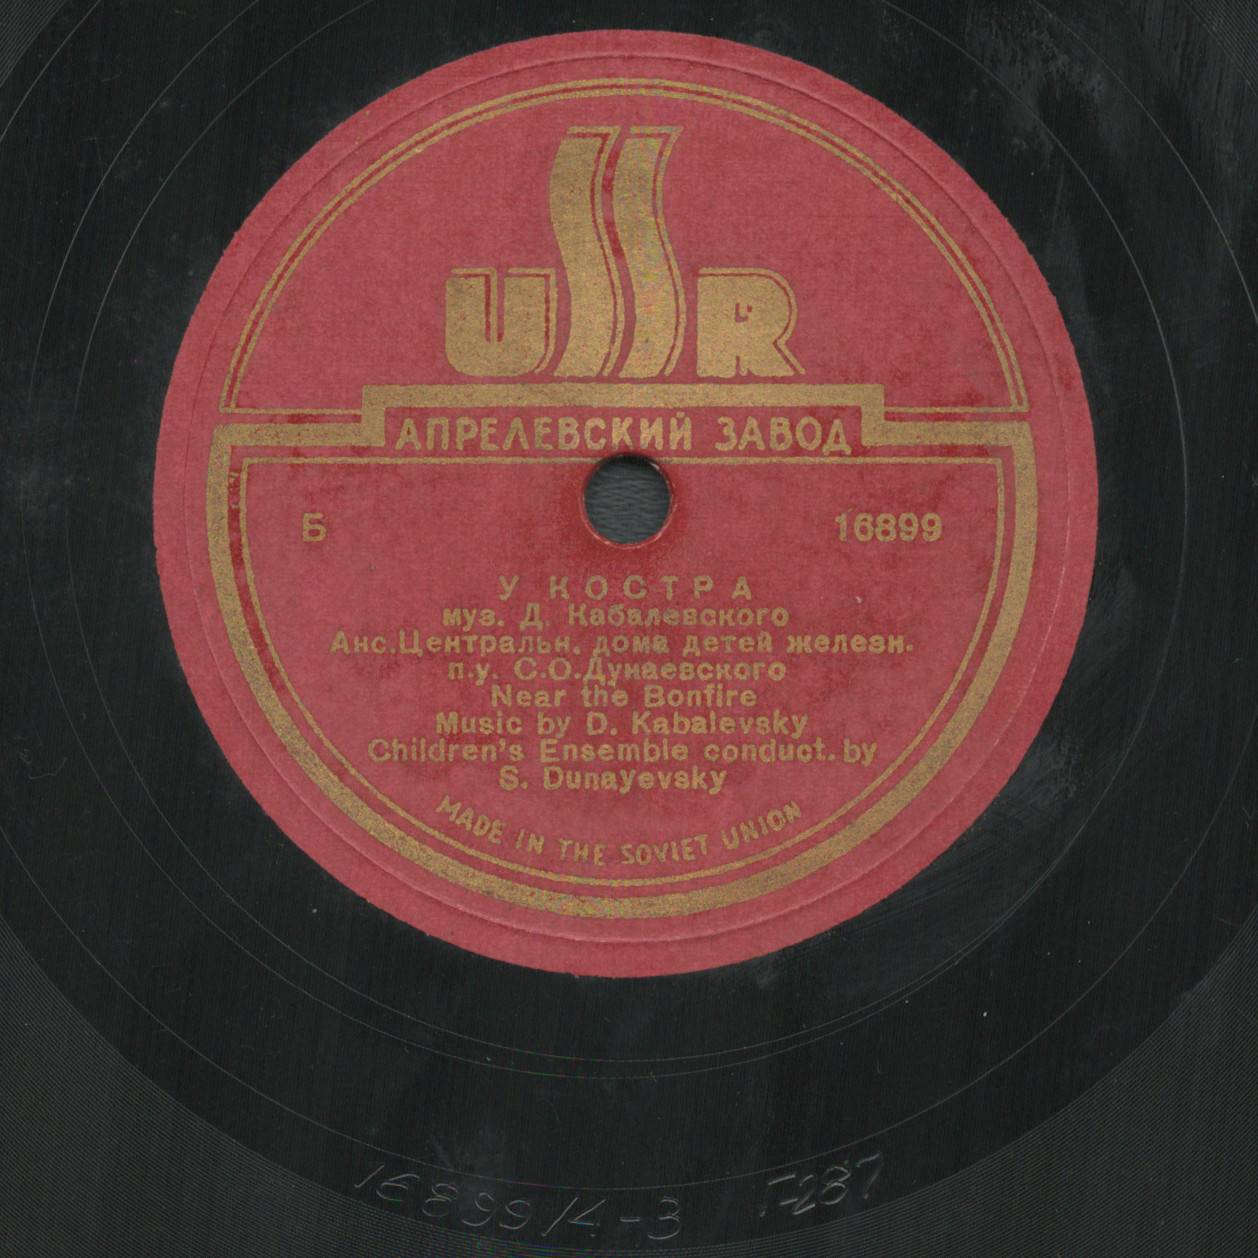 USSR
АПРЕЛЕВСКИЙ ЗАВОД
Б 16899
У КОСТРА
муз. Д. Кабалевского
Анс.Центральн. дома детей железн.
п.у. С.О.Дунаевского
Near the Bonfire
Music by D. Kabalevsky
Children's Ensemble conduct. by
S. Dunayevsky
MADE IN THE SOVIET UNION
16899/4-3 Г-287